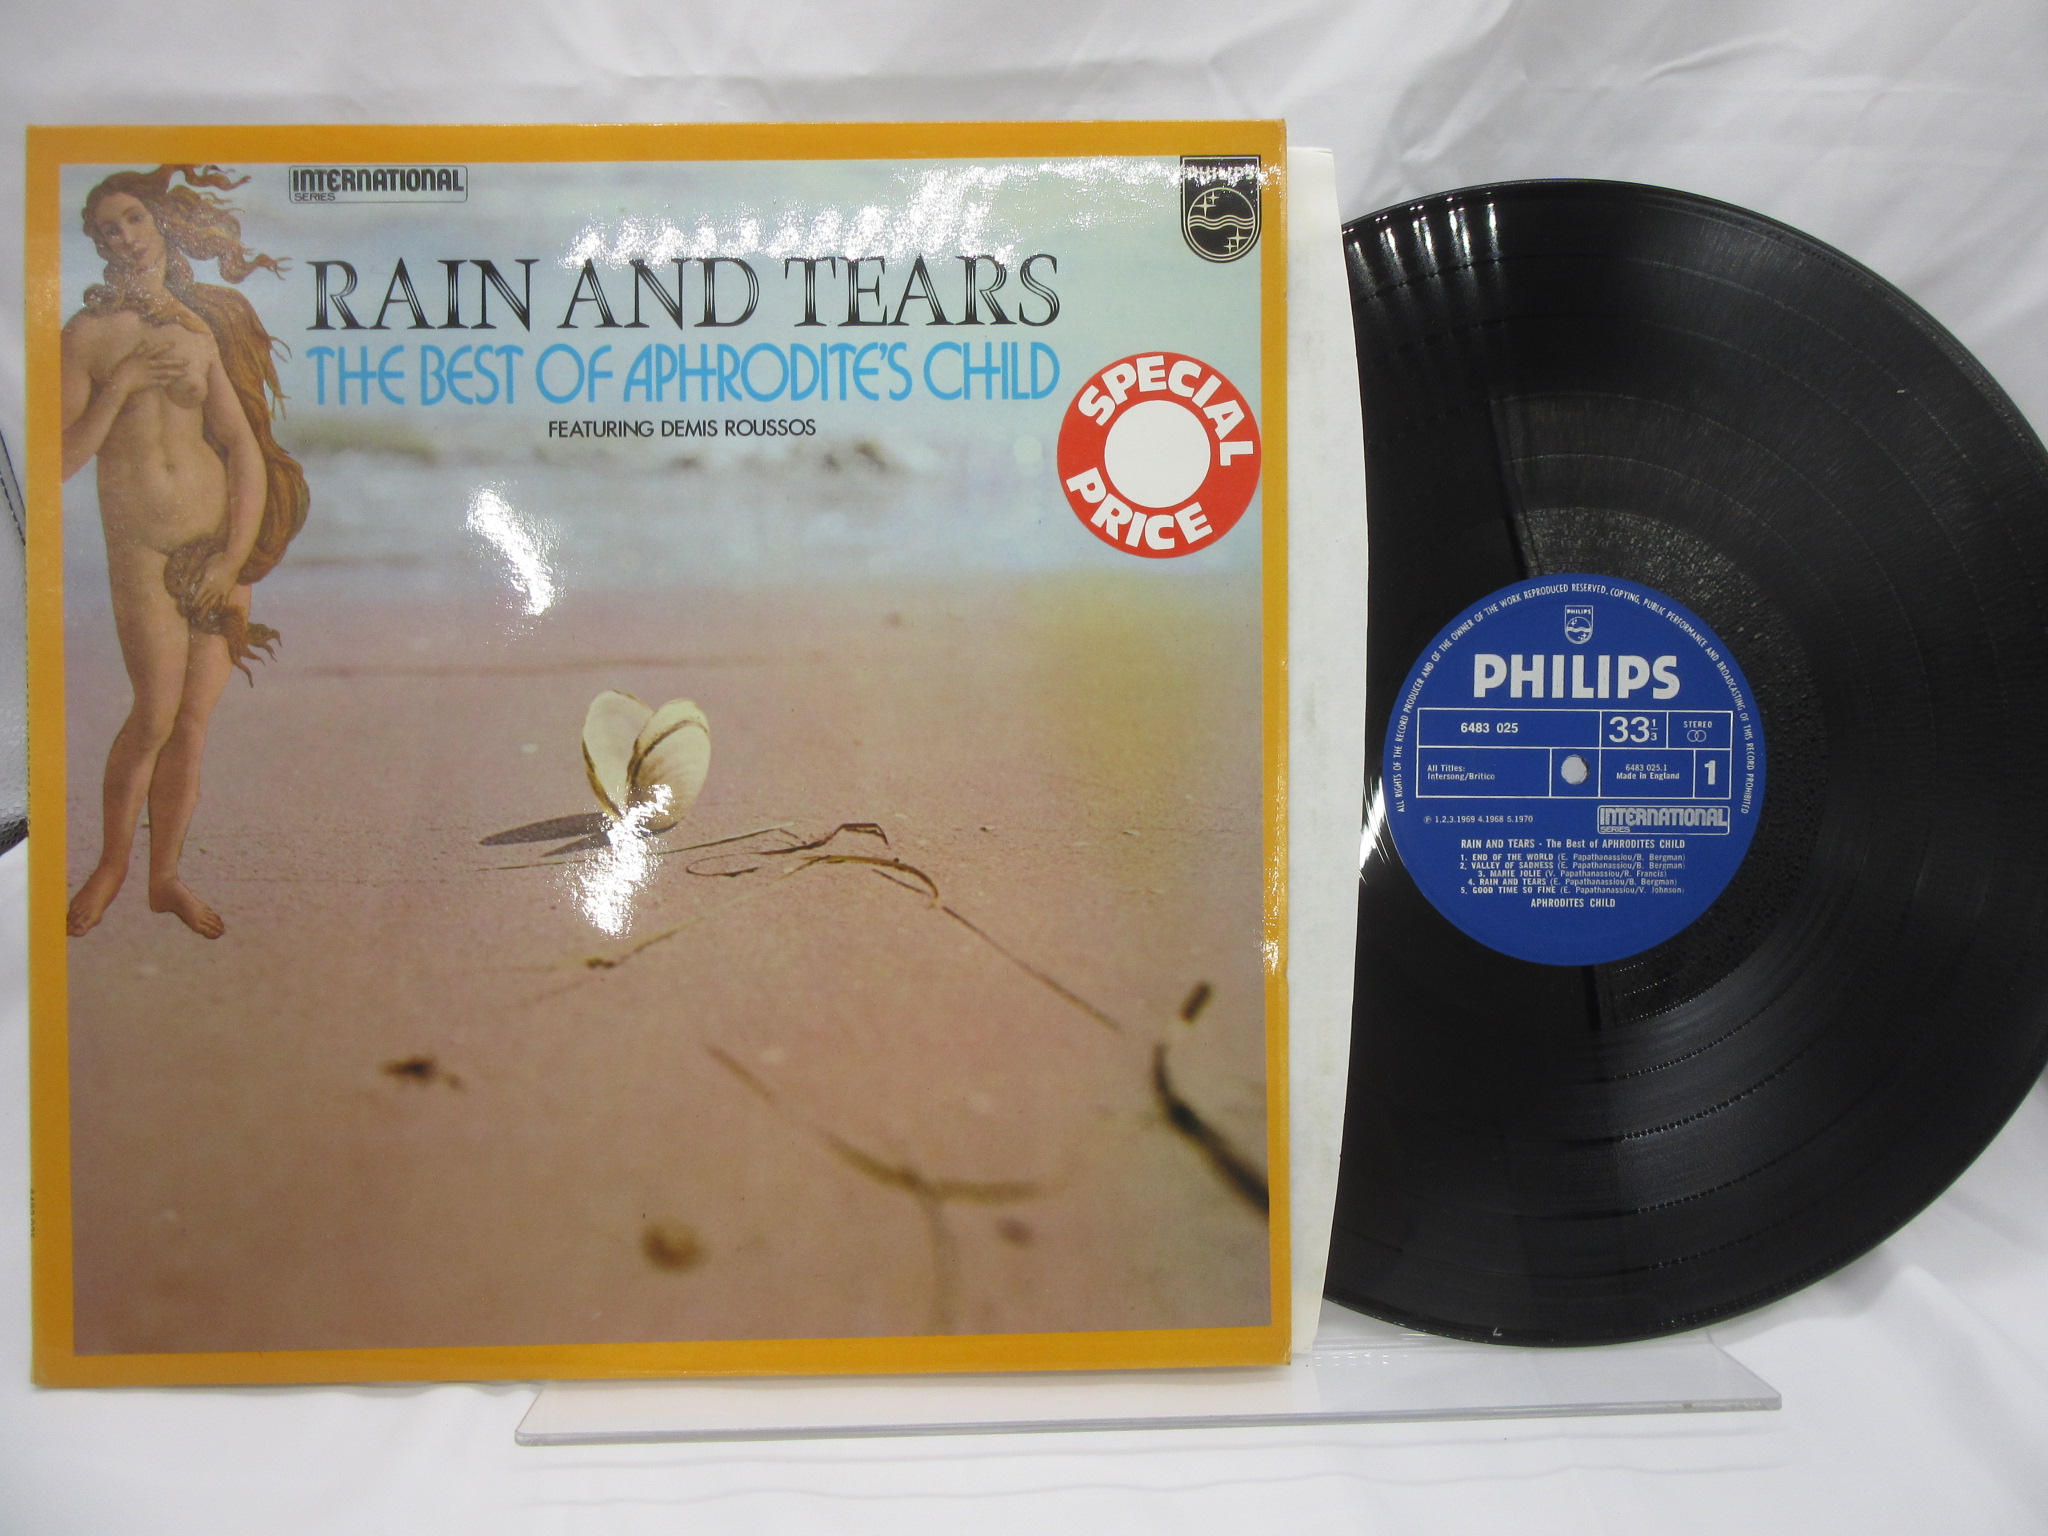 INTERNATIONAL
SERIES
PHILIPS
RAIN AND TEARS
THE BEST OF APHRODITE'S CHILD
FEATURING DEMIS ROUSSOS
SPECIAL
PRICE
ALL RIGHTS OF THE RECORD PRODUCER AND OF THE OWNER OF THE WORK REPRODUCED RESERVED. COPYING, PUBLIC PERFORMANCE AND BROADCASTING OF THIS RECORD PROHIBITED
PHILIPS
PHILIPS
6483 025
33 1/3
STEREO
All Titles:
Intersong/Britico
6483 025.1
Made in England
1
℗ 1,2,3.1969 4.1968 5.1970
INTERNATIONAL
SERIES
RAIN AND TEARS - The Best of APHRODITES CHILD
1. END OF THE WORLD (E. Papathanassiou/B. Bergman)
2. VALLEY OF SADNESS (E. Papathanassiou/B. Bergman)
3. MARIE JOLIE (V. Papathanassiou/R. Francis)
4. RAIN AND TEARS (E. Papathanassiou/B. Bergman)
5. GOOD TIME SO FINE (E. Papathanassiou/V. Johnson)
APHRODITES CHILD